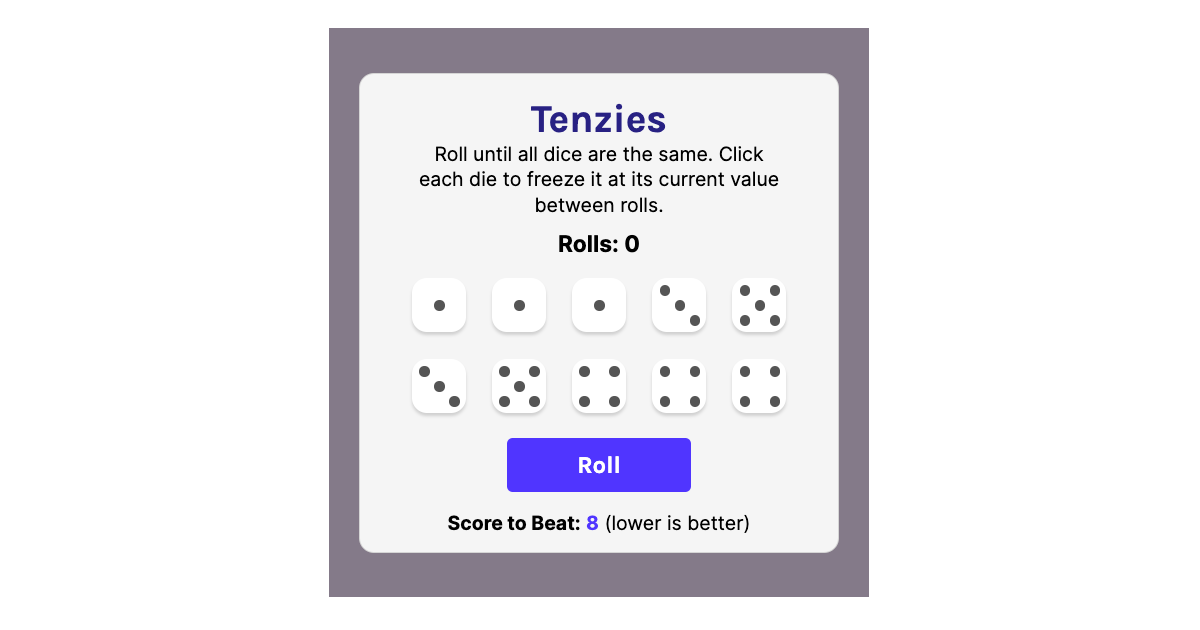 Tenzies
Roll until all dice are the same. Click
each die to freeze it at its current value
between rolls.
Rolls: 0
Roll
Score to Beat: 8 (lower is better)